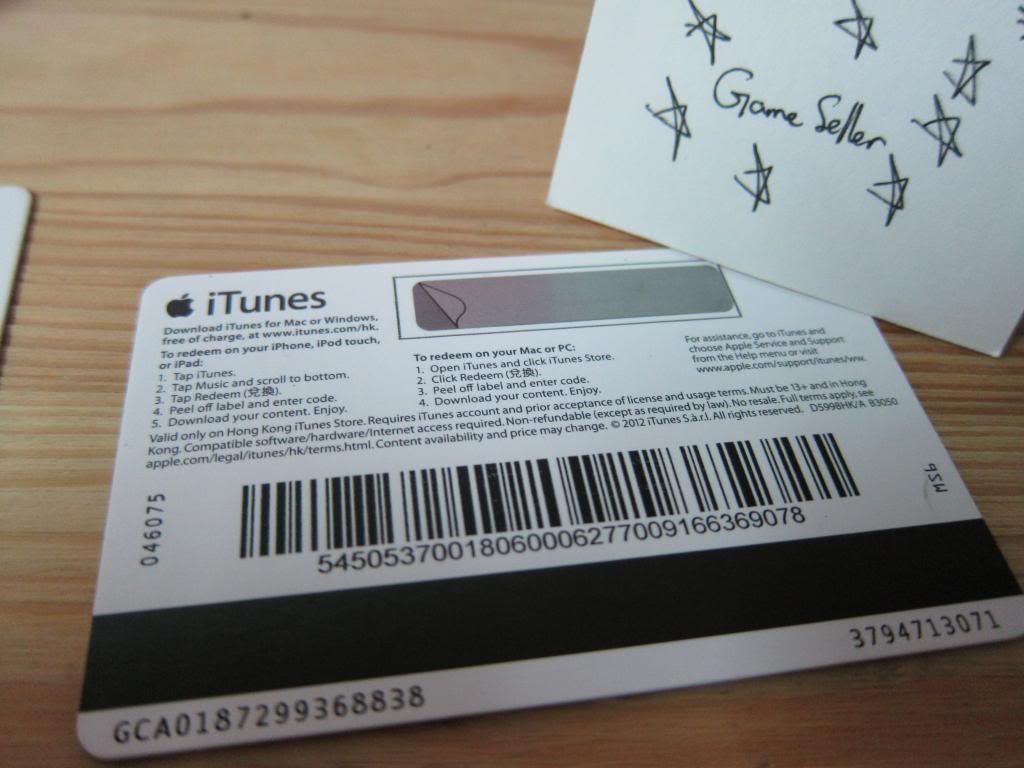 Game Seller
iTunes
Download iTunes for Mac or Windows,
free of charge, at www.itunes.com/hk.
To redeem on your iPhone, iPod touch,
or iPad:
1. Tap iTunes.
2. Tap Music and scroll to bottom.
3. Tap Redeem (兌換).
4. Peel off label and enter code.
5. Download your content. Enjoy.
To redeem on your Mac or PC:
1. Open iTunes and click iTunes Store.
2. Click Redeem (兌換).
3. Peel off label and enter code.
4. Download your content. Enjoy.
For assistance, go to iTunes and
choose Apple Service and Support
from the Help menu or visit
www.apple.com/support/itunes/ww.
Valid only on Hong Kong iTunes Store. Requires iTunes account and prior acceptance of license and usage terms. Must be 13+ and in Hong
Kong. Compatible software/hardware/Internet access required. Non-refundable (except as required by law). No resale. Full terms apply, see
apple.com/legal/itunes/hk/terms.html. Content availability and price may change. © 2012 iTunes S.à.r.l. All rights reserved. D5998HK/A B3050
046075
MS6
54505370018060006277009166369078
3794713071
GCA0187299368838